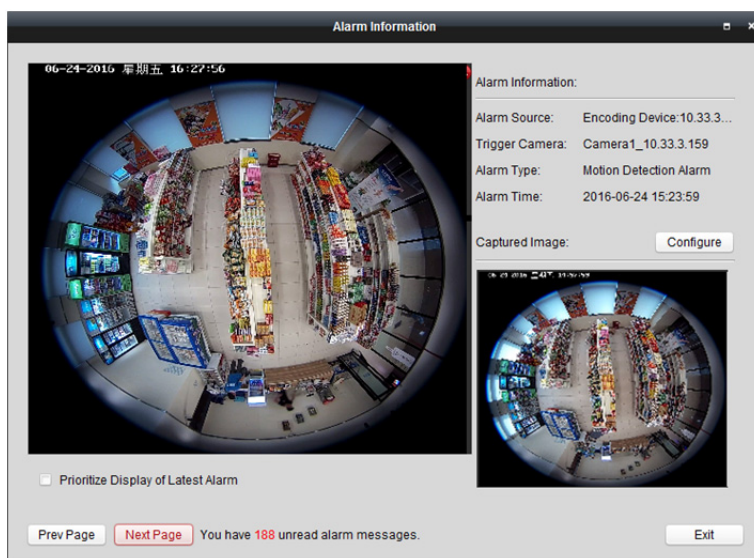 Alarm Information
06-24-2016 星期五 16:27:56
Alarm Information:
Alarm Source: Encoding Device:10.33.3...
Trigger Camera: Camera1_10.33.3.159
Alarm Type: Motion Detection Alarm
Alarm Time: 2016-06-24 15:23:59
Captured Image: Configure
Prioritize Display of Latest Alarm
Prev Page Next Page You have 188 unread alarm messages. Exit